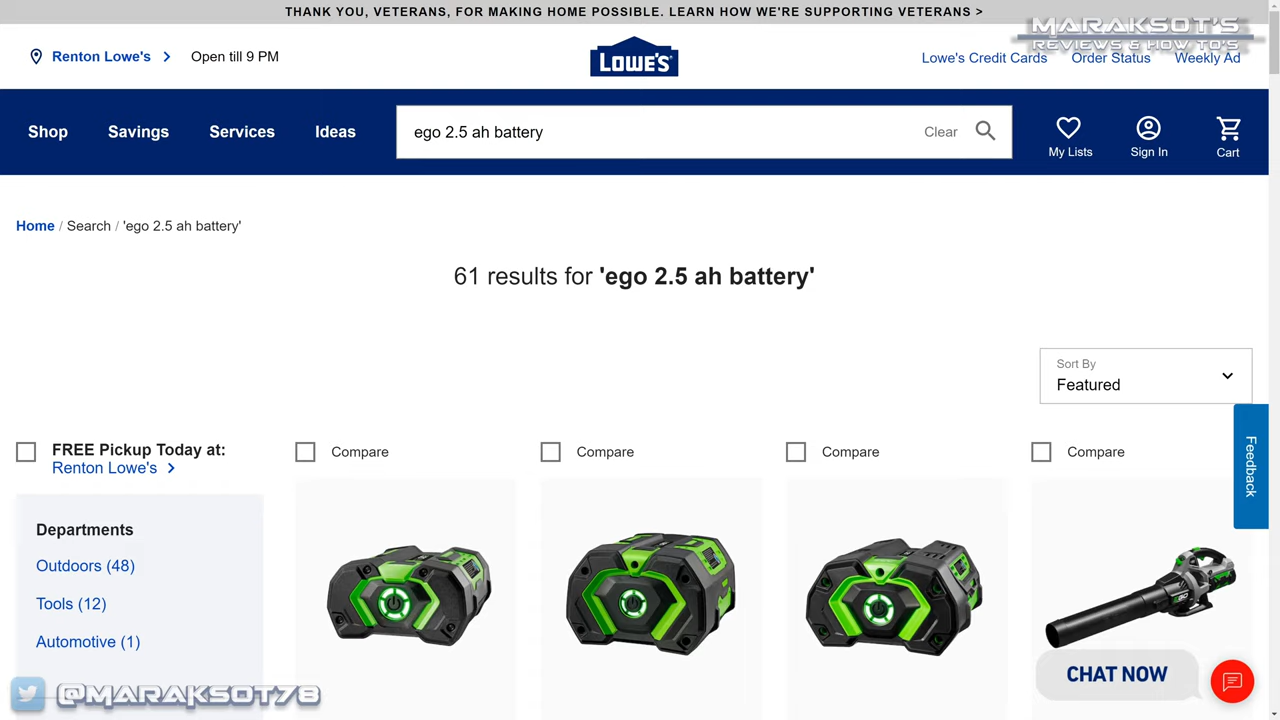 THANK YOU, VETERANS, FOR MAKING HOME POSSIBLE. LEARN HOW WE'RE SUPPORTING VETERANS >
MARAKSOT'S
REVIEWS & HOW TO'S
Renton Lowe's
Open till 9 PM
LOWE'S
Lowe's Credit Cards
Order Status
Weekly Ad
Shop
Savings
Services
Ideas
ego 2.5 ah battery
Clear
My Lists
Sign In
Cart
Home / Search / 'ego 2.5 ah battery'
61 results for 'ego 2.5 ah battery'
Sort By
Featured
Feedback
FREE Pickup Today at:
Renton Lowe's
Compare
Compare
Compare
Compare
Departments
Outdoors (48)
Tools (12)
Automotive (1)
CHAT NOW
@MARAKSOT78